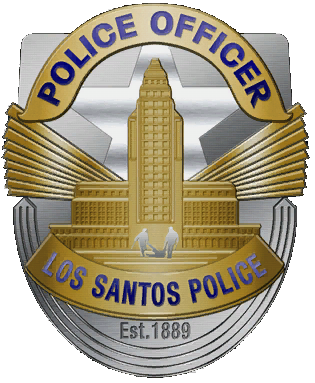 POLICE OFFICER
LOS SANTOS POLICE
Est.1889